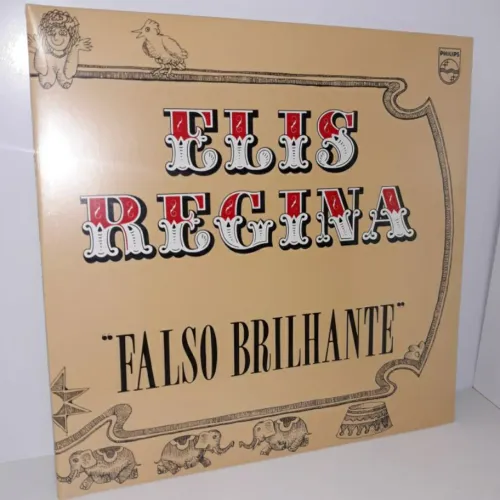 PHILIPS
ELIS
REGINA
"FALSO BRILHANTE"